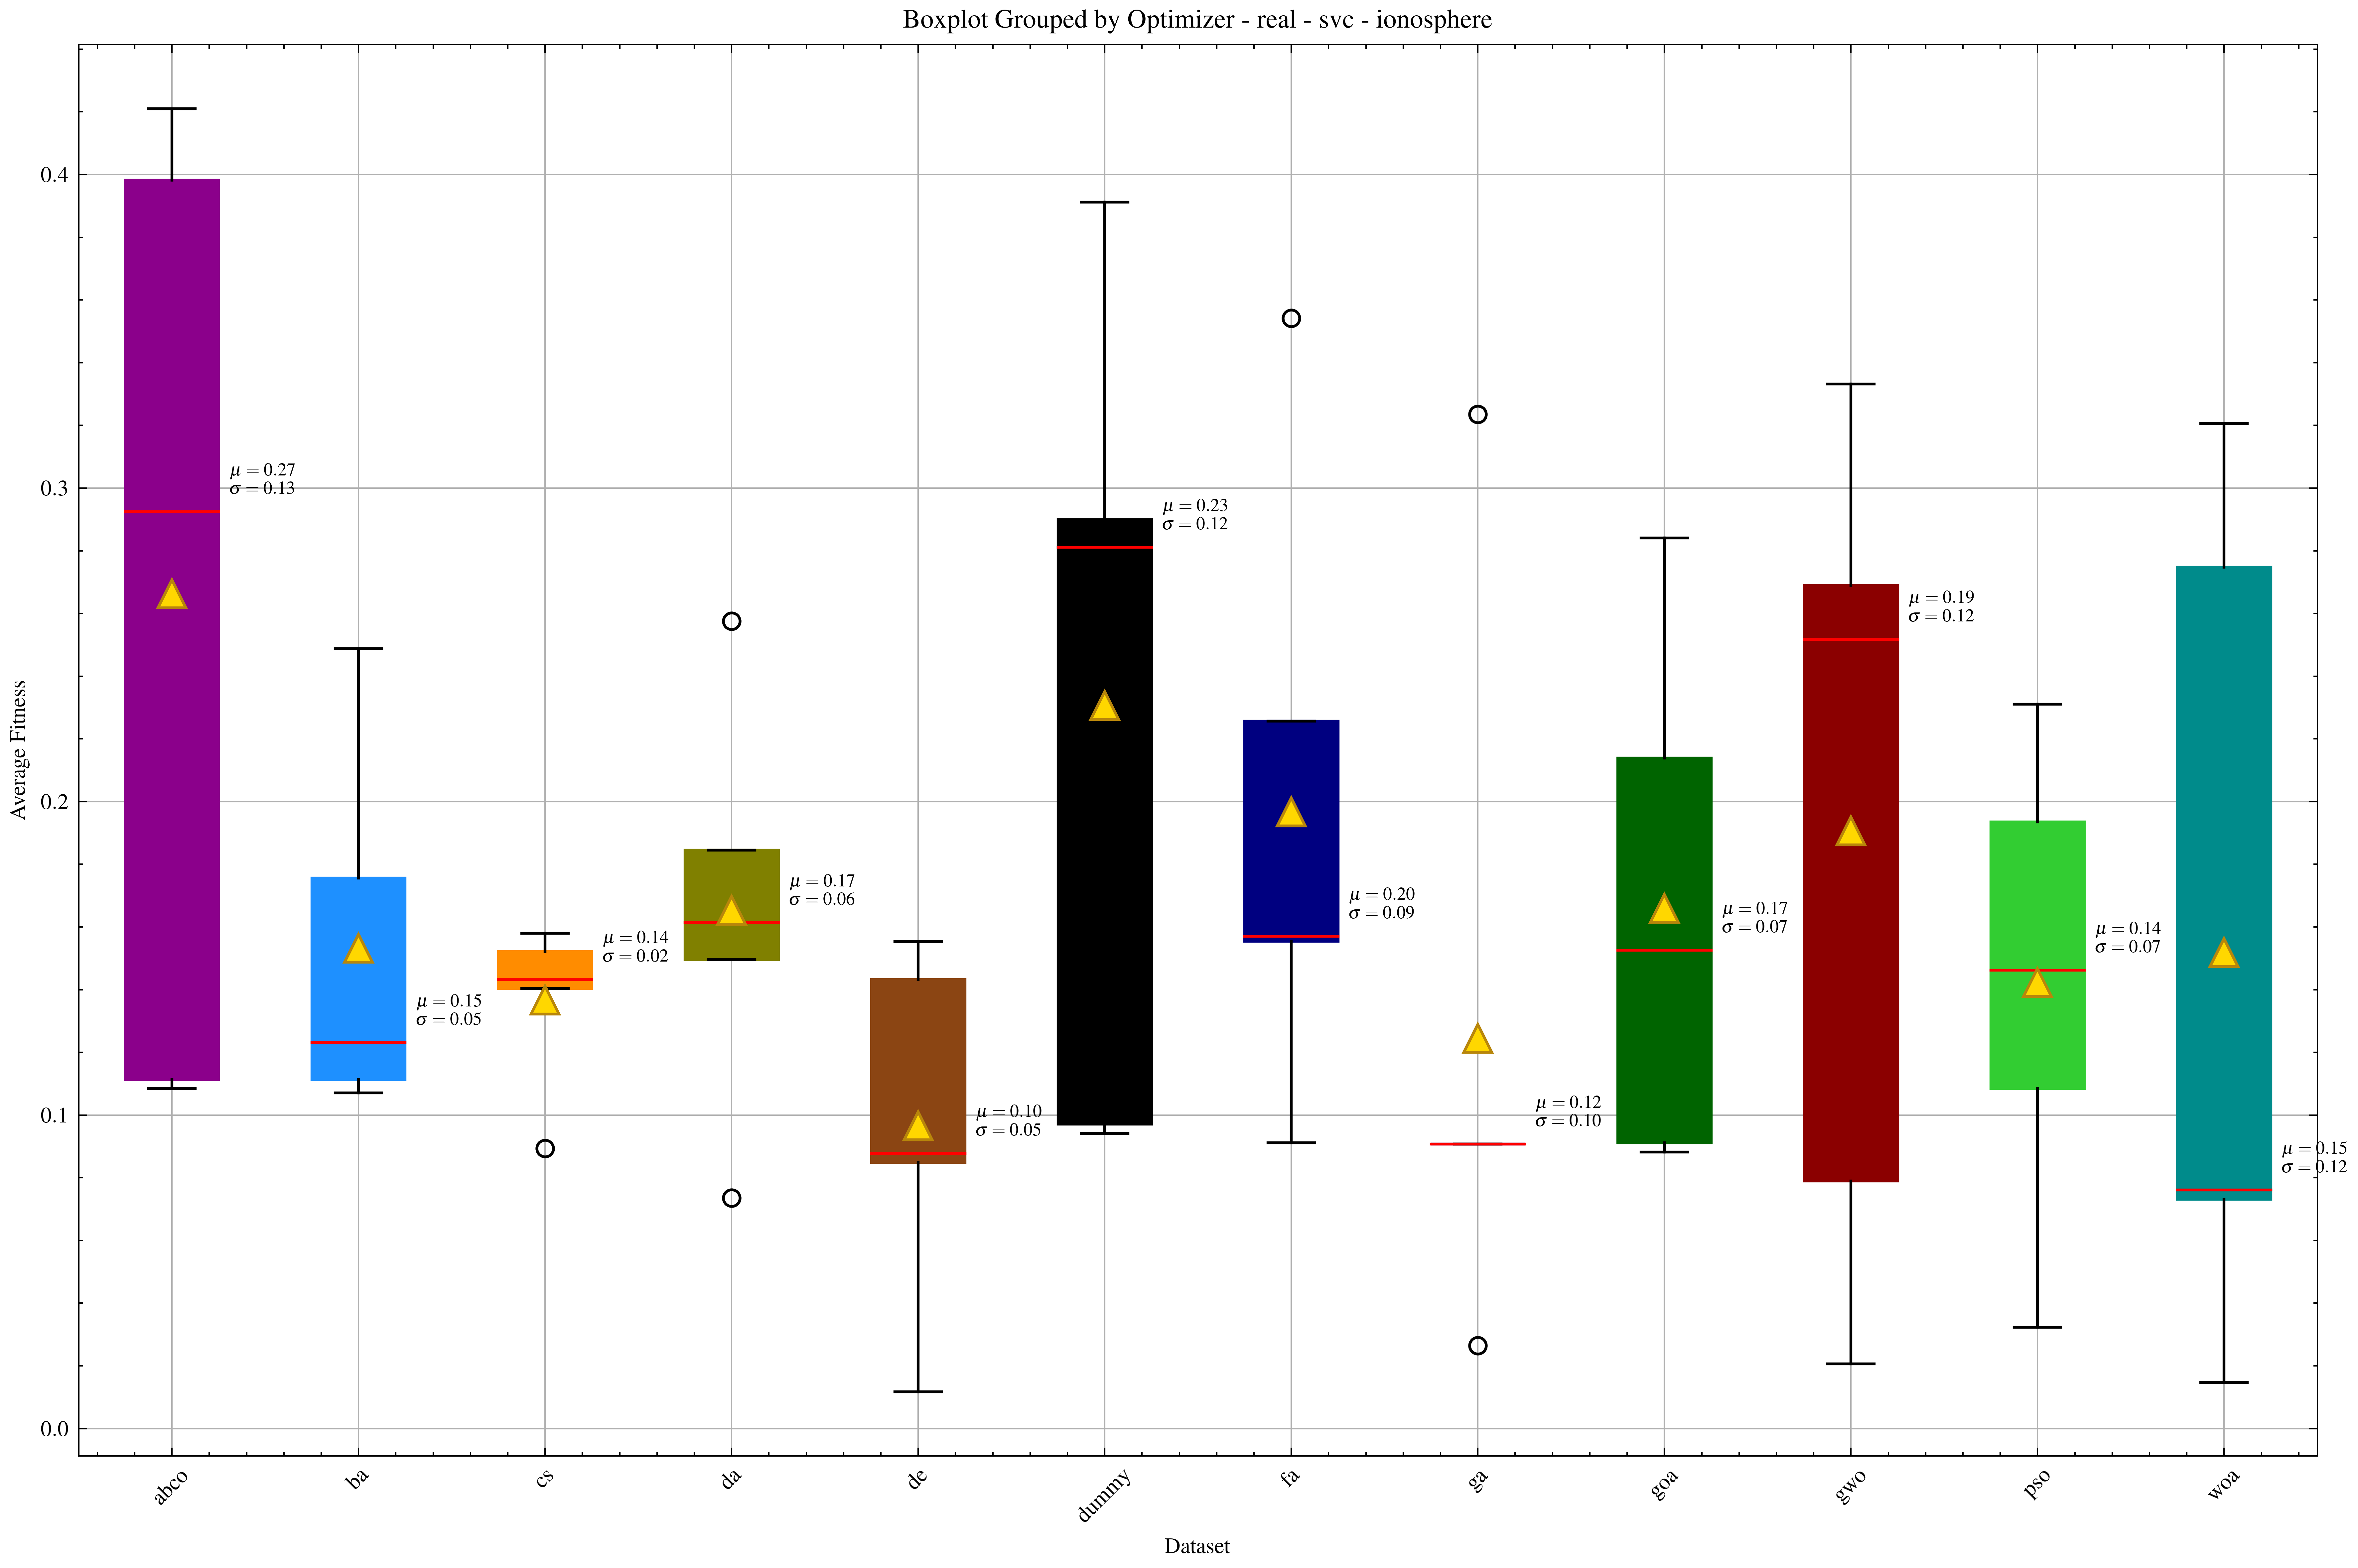 Boxplot Grouped by Optimizer - real - svc - ionosphere
Average Fitness
0.4
0.3
0.2
0.1
0.0
μ = 0.27
σ = 0.13
μ = 0.15
σ = 0.05
μ = 0.14
σ = 0.02
μ = 0.17
σ = 0.06
μ = 0.10
σ = 0.05
μ = 0.23
σ = 0.12
μ = 0.20
σ = 0.09
μ = 0.12
σ = 0.10
μ = 0.17
σ = 0.07
μ = 0.19
σ = 0.12
μ = 0.14
σ = 0.07
μ = 0.15
σ = 0.12
abco
ba
cs
da
de
dummy
fa
ga
goa
gwo
pso
woa
Dataset